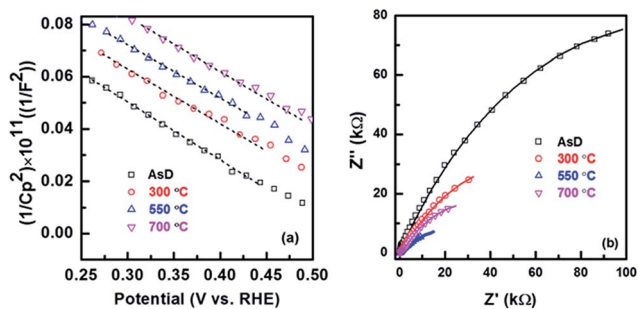 (1/Cp²)×10¹¹((1/F²))
0.08
0.06
0.04
0.02
0.00
AsD
300 °C
550 °C
700 °C
(a)
0.25 0.30 0.35 0.40 0.45 0.50
Potential (V vs. RHE)
Z'' (kΩ)
80
60
40
20
0
AsD
300 °C
550 °C
700 °C
(b)
0 20 40 60 80 100
Z' (kΩ)